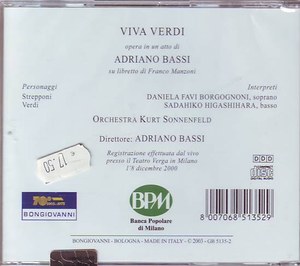 VIVA VERDI
opera in un atto di
ADRIANO BASSI
su libretto di Franco Manzoni
Personaggi
Interpreti
Strepponi
DANIELA FAVI BORGOGNONI, soprano
Verdi
SADAHIKO HIGASHIHARA, basso
ORCHESTRA KURT SONNENFELD
Direttore: ADRIANO BASSI
Registrazione effettuata dal vivo
presso il Teatro Verga in Milano
l'8 dicembre 2000
17,50
BONGIOVANNI
BPM
Banca Popolare
di Milano
DDD
8 007068 513529
BONGIOVANNI - BOLOGNA - MADE IN ITALY - © 2003 - GB 5135-2